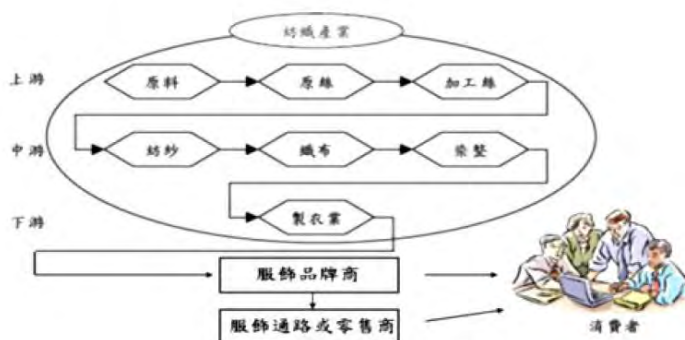 紡織產業
上游
原料
原絲
加工絲
中游
紡紗
織布
染整
下游
製衣業
服飾品牌商
服飾通路或零售商
消費者